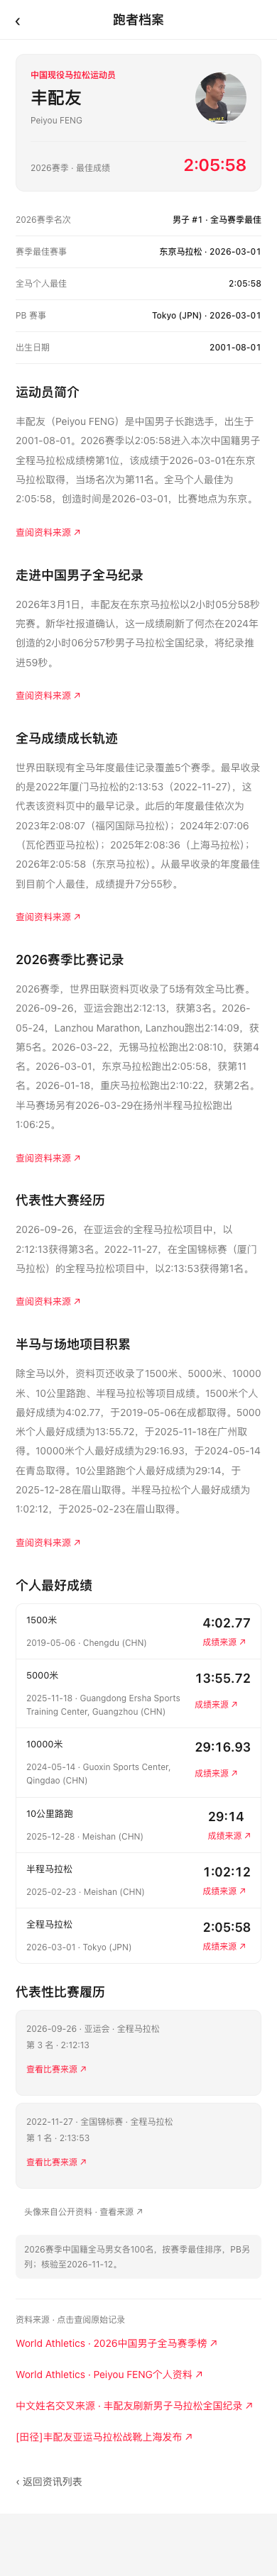 ‹ 跑者档案
中国现役马拉松运动员
丰配友
Peiyou FENG
2026赛季 · 最佳成绩 2:05:58
2026赛季名次 男子 #1 · 全马赛季最佳
赛季最佳赛事 东京马拉松 · 2026-03-01
全马个人最佳 2:05:58
PB 赛事 Tokyo (JPN) · 2026-03-01
出生日期 2001-08-01
运动员简介
丰配友（Peiyou FENG）是中国男子长跑选手，出生于
2001-08-01。2026赛季以2:05:58进入本次中国籍男子
全程马拉松成绩榜第1位，该成绩于2026-03-01在东京
马拉松取得，当场名次为第11名。全马个人最佳为
2:05:58，创造时间是2026-03-01，比赛地点为东京。
查阅资料来源 ↗
走进中国男子全马纪录
2026年3月1日，丰配友在东京马拉松以2小时05分58秒
完赛。新华社报道确认，这一成绩刷新了何杰在2024年
创造的2小时06分57秒男子马拉松全国纪录，将纪录推
进59秒。
查阅资料来源 ↗
全马成绩成长轨迹
世界田联现有全马年度最佳记录覆盖5个赛季。最早收录
的是2022年厦门马拉松的2:13:53（2022-11-27），这
代表该资料页中的最早记录。此后的年度最佳依次为
2023年2:08:07（福冈国际马拉松）；2024年2:07:06
（瓦伦西亚马拉松）；2025年2:08:36（上海马拉松）；
2026年2:05:58（东京马拉松）。从最早收录的年度最佳
到目前个人最佳，成绩提升7分55秒。
查阅资料来源 ↗
2026赛季比赛记录
2026赛季，世界田联资料页收录了5场有效全马比赛。
2026-09-26，亚运会跑出2:12:13，获第3名。2026-
05-24，Lanzhou Marathon, Lanzhou跑出2:14:09，获
第5名。2026-03-22，无锡马拉松跑出2:08:10，获第4
名。2026-03-01，东京马拉松跑出2:05:58，获第11
名。2026-01-18，重庆马拉松跑出2:10:22，获第2名。
半马赛场另有2026-03-29在扬州半程马拉松跑出
1:06:25。
查阅资料来源 ↗
代表性大赛经历
2026-09-26，在亚运会的全程马拉松项目中，以
2:12:13获得第3名。2022-11-27，在全国锦标赛（厦门
马拉松）的全程马拉松项目中，以2:13:53获得第1名。
查阅资料来源 ↗
半马与场地项目积累
除全马以外，资料页还收录了1500米、5000米、10000
米、10公里路跑、半程马拉松等项目成绩。1500米个人
最好成绩为4:02.77，于2019-05-06在成都取得。5000
米个人最好成绩为13:55.72，于2025-11-18在广州取
得。10000米个人最好成绩为29:16.93，于2024-05-14
在青岛取得。10公里路跑个人最好成绩为29:14，于
2025-12-28在眉山取得。半程马拉松个人最好成绩为
1:02:12，于2025-02-23在眉山取得。
查阅资料来源 ↗
个人最好成绩
1500米 4:02.77
2019-05-06 · Chengdu (CHN) 成绩来源 ↗
5000米 13:55.72
2025-11-18 · Guangdong Ersha Sports
Training Center, Guangzhou (CHN) 成绩来源 ↗
10000米 29:16.93
2024-05-14 · Guoxin Sports Center,
Qingdao (CHN) 成绩来源 ↗
10公里路跑 29:14
2025-12-28 · Meishan (CHN) 成绩来源 ↗
半程马拉松 1:02:12
2025-02-23 · Meishan (CHN) 成绩来源 ↗
全程马拉松 2:05:58
2026-03-01 · Tokyo (JPN) 成绩来源 ↗
代表性比赛履历
2026-09-26 · 亚运会 · 全程马拉松
第 3 名 · 2:12:13
查看比赛来源 ↗
2022-11-27 · 全国锦标赛 · 全程马拉松
第 1 名 · 2:13:53
查看比赛来源 ↗
头像来自公开资料 · 查看来源 ↗
2026赛季中国籍全马男女各100名，按赛季最佳排序，PB另
列；核验至2026-11-12。
资料来源 · 点击查阅原始记录
World Athletics · 2026中国男子全马赛季榜 ↗
World Athletics · Peiyou FENG个人资料 ↗
中文姓名交叉来源 · 丰配友刷新男子马拉松全国纪录 ↗
[田径]丰配友亚运马拉松战靴上海发布 ↗
‹ 返回资讯列表